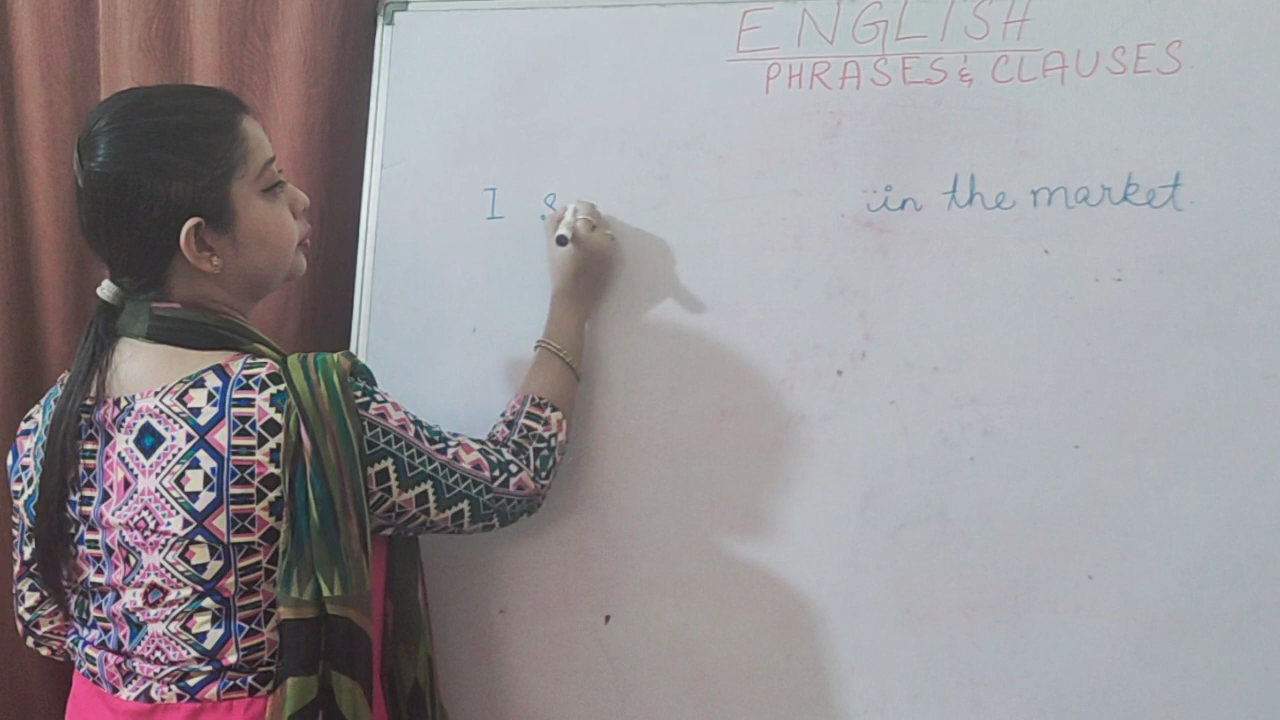 ENGLISH
PHRASES & CLAUSES.
I s in the market.